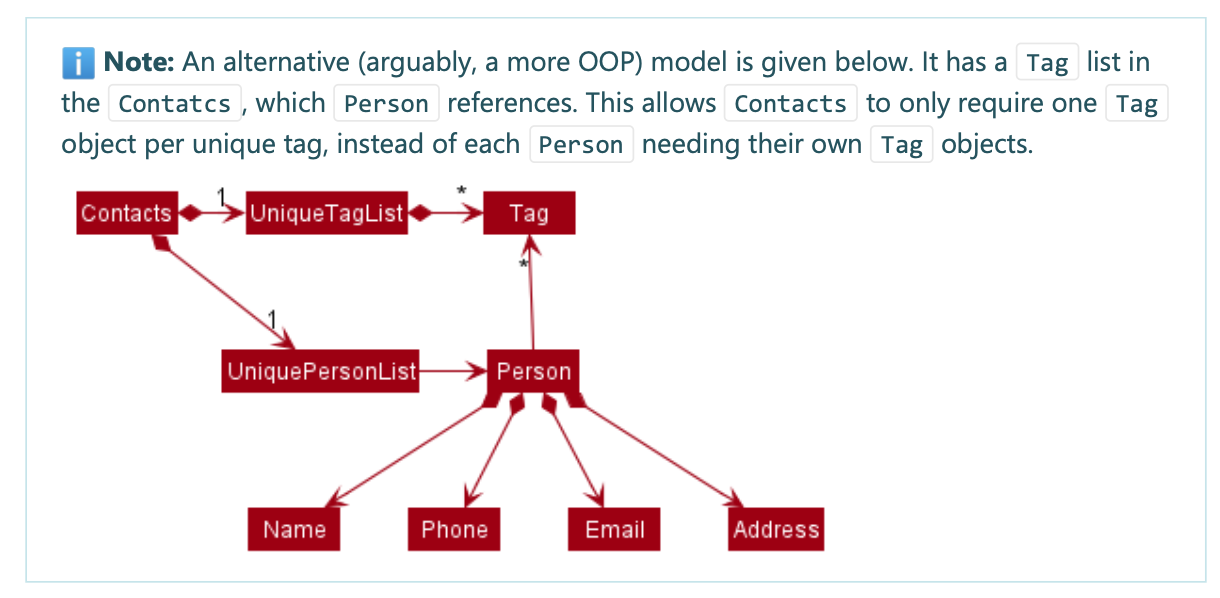 Note: An alternative (arguably, a more OOP) model is given below. It has a Tag list in
the Contatcs, which Person references. This allows Contacts to only require one Tag
object per unique tag, instead of each Person needing their own Tag objects.
Contacts 1 UniqueTagList * Tag
*
1
UniquePersonList Person
Name Phone Email Address